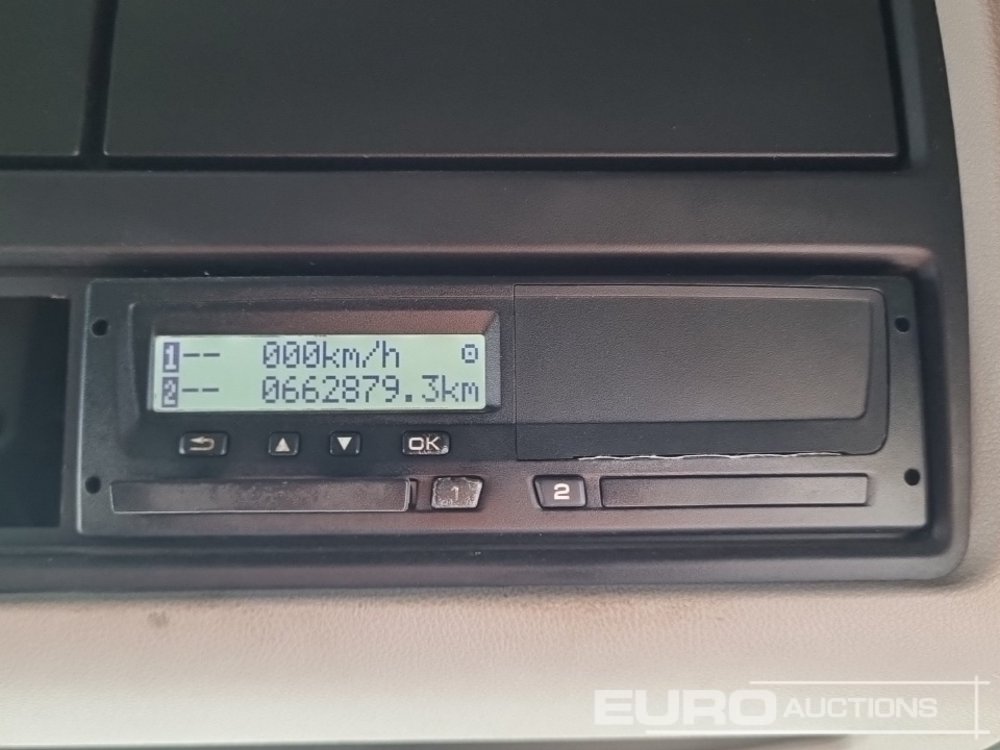 1-- 000km/h
2-- 0662879.3km
OK
1
2
EURO AUCTIONS